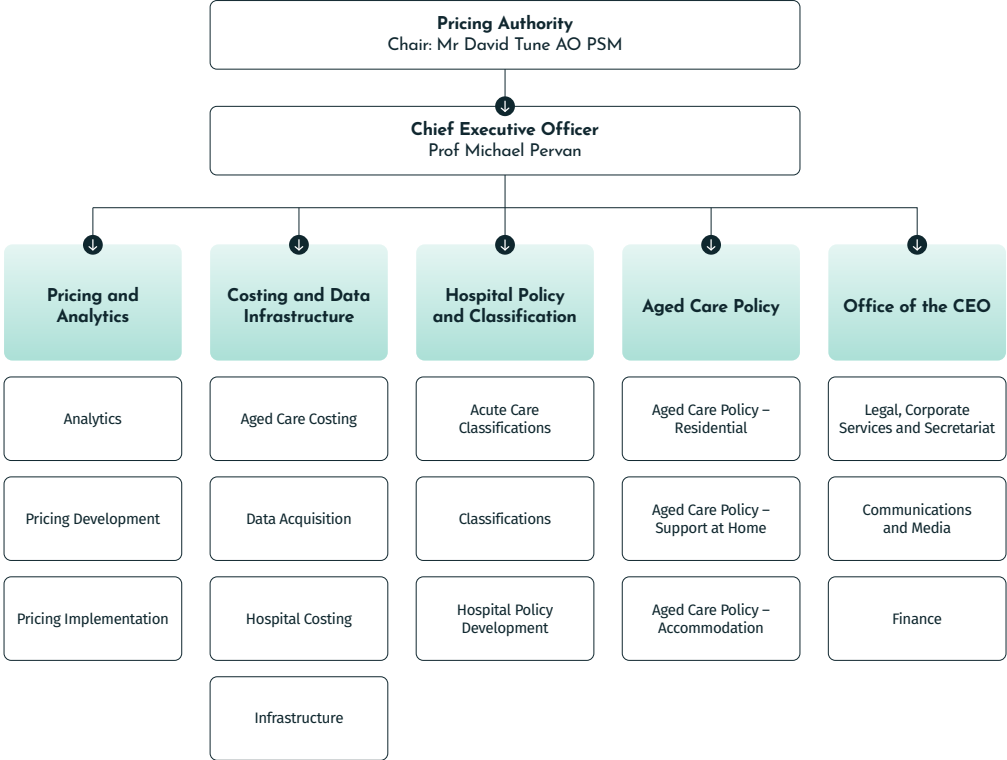 Pricing Authority
Chair: Mr David Tune AO PSM
Chief Executive Officer
Prof Michael Pervan
Pricing and
Analytics
Analytics
Pricing Development
Pricing Implementation
Costing and Data
Infrastructure
Aged Care Costing
Data Acquisition
Hospital Costing
Infrastructure
Hospital Policy
and Classification
Acute Care
Classifications
Classifications
Hospital Policy
Development
Aged Care Policy
Aged Care Policy –
Residential
Aged Care Policy –
Support at Home
Aged Care Policy –
Accommodation
Office of the CEO
Legal, Corporate
Services and Secretariat
Communications
and Media
Finance